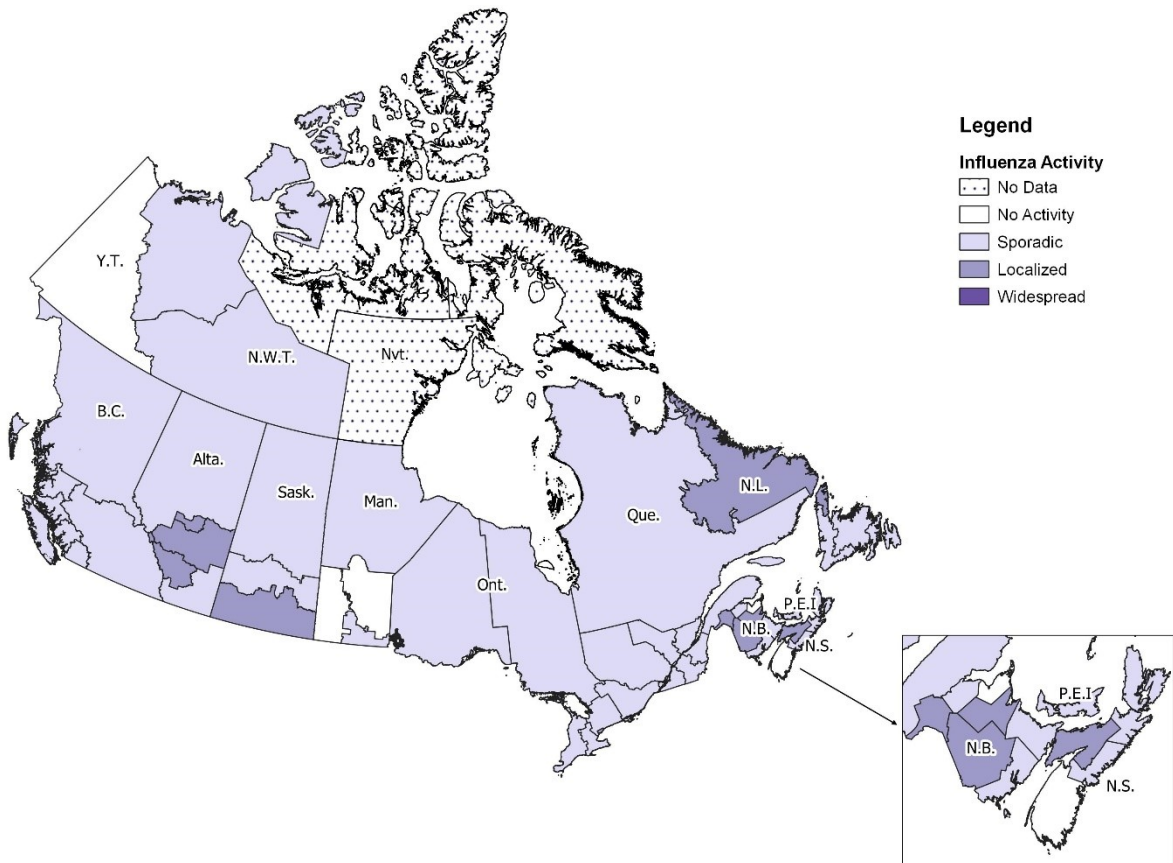 Legend
Influenza Activity
No Data
No Activity
Sporadic
Localized
Widespread
Y.T.
N.W.T.
Nvt.
B.C.
Alta.
Sask.
Man.
Ont.
Que.
N.L.
P.E.I
N.B.
N.S.
P.E.I
N.B.
N.S.